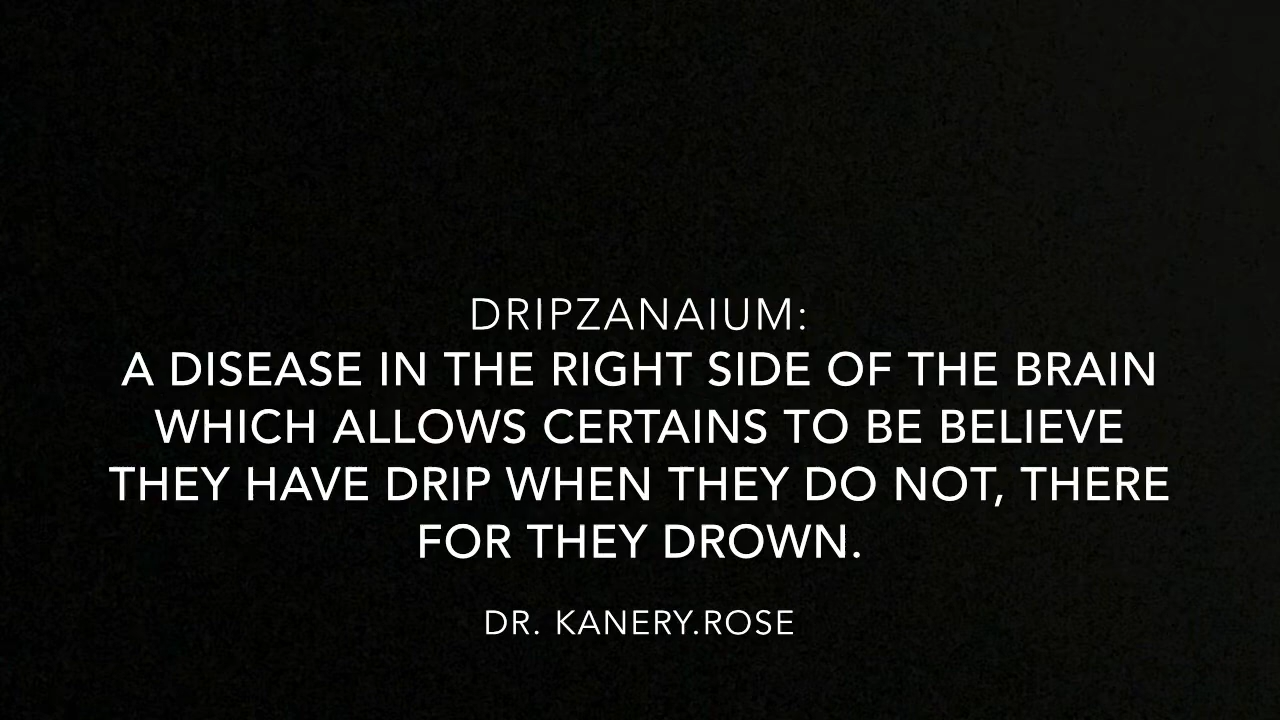 DRIPZANAIUM:
A DISEASE IN THE RIGHT SIDE OF THE BRAIN
WHICH ALLOWS CERTAINS TO BE BELIEVE
THEY HAVE DRIP WHEN THEY DO NOT, THERE
FOR THEY DROWN.
DR. KANERY.ROSE